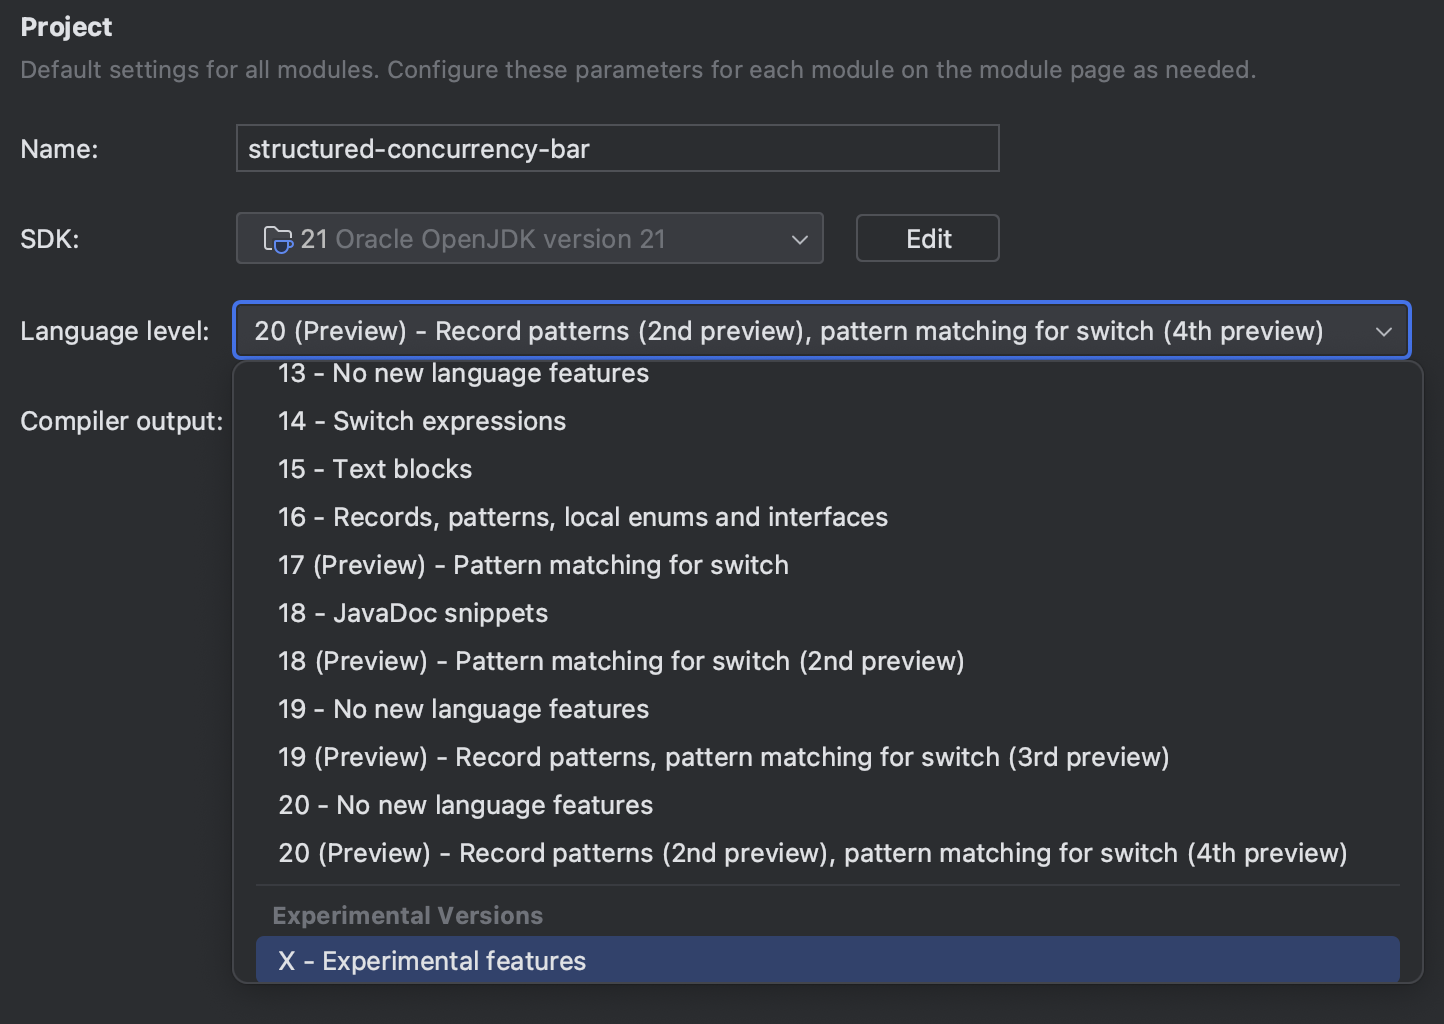 Project
Default settings for all modules. Configure these parameters for each module on the module page as needed.
Name: structured-concurrency-bar
SDK: 21 Oracle OpenJDK version 21 Edit
Language level: 20 (Preview) - Record patterns (2nd preview), pattern matching for switch (4th preview)
13 - No new language features
Compiler output: 14 - Switch expressions
15 - Text blocks
16 - Records, patterns, local enums and interfaces
17 (Preview) - Pattern matching for switch
18 - JavaDoc snippets
18 (Preview) - Pattern matching for switch (2nd preview)
19 - No new language features
19 (Preview) - Record patterns, pattern matching for switch (3rd preview)
20 - No new language features
20 (Preview) - Record patterns (2nd preview), pattern matching for switch (4th preview)
Experimental Versions
X - Experimental features